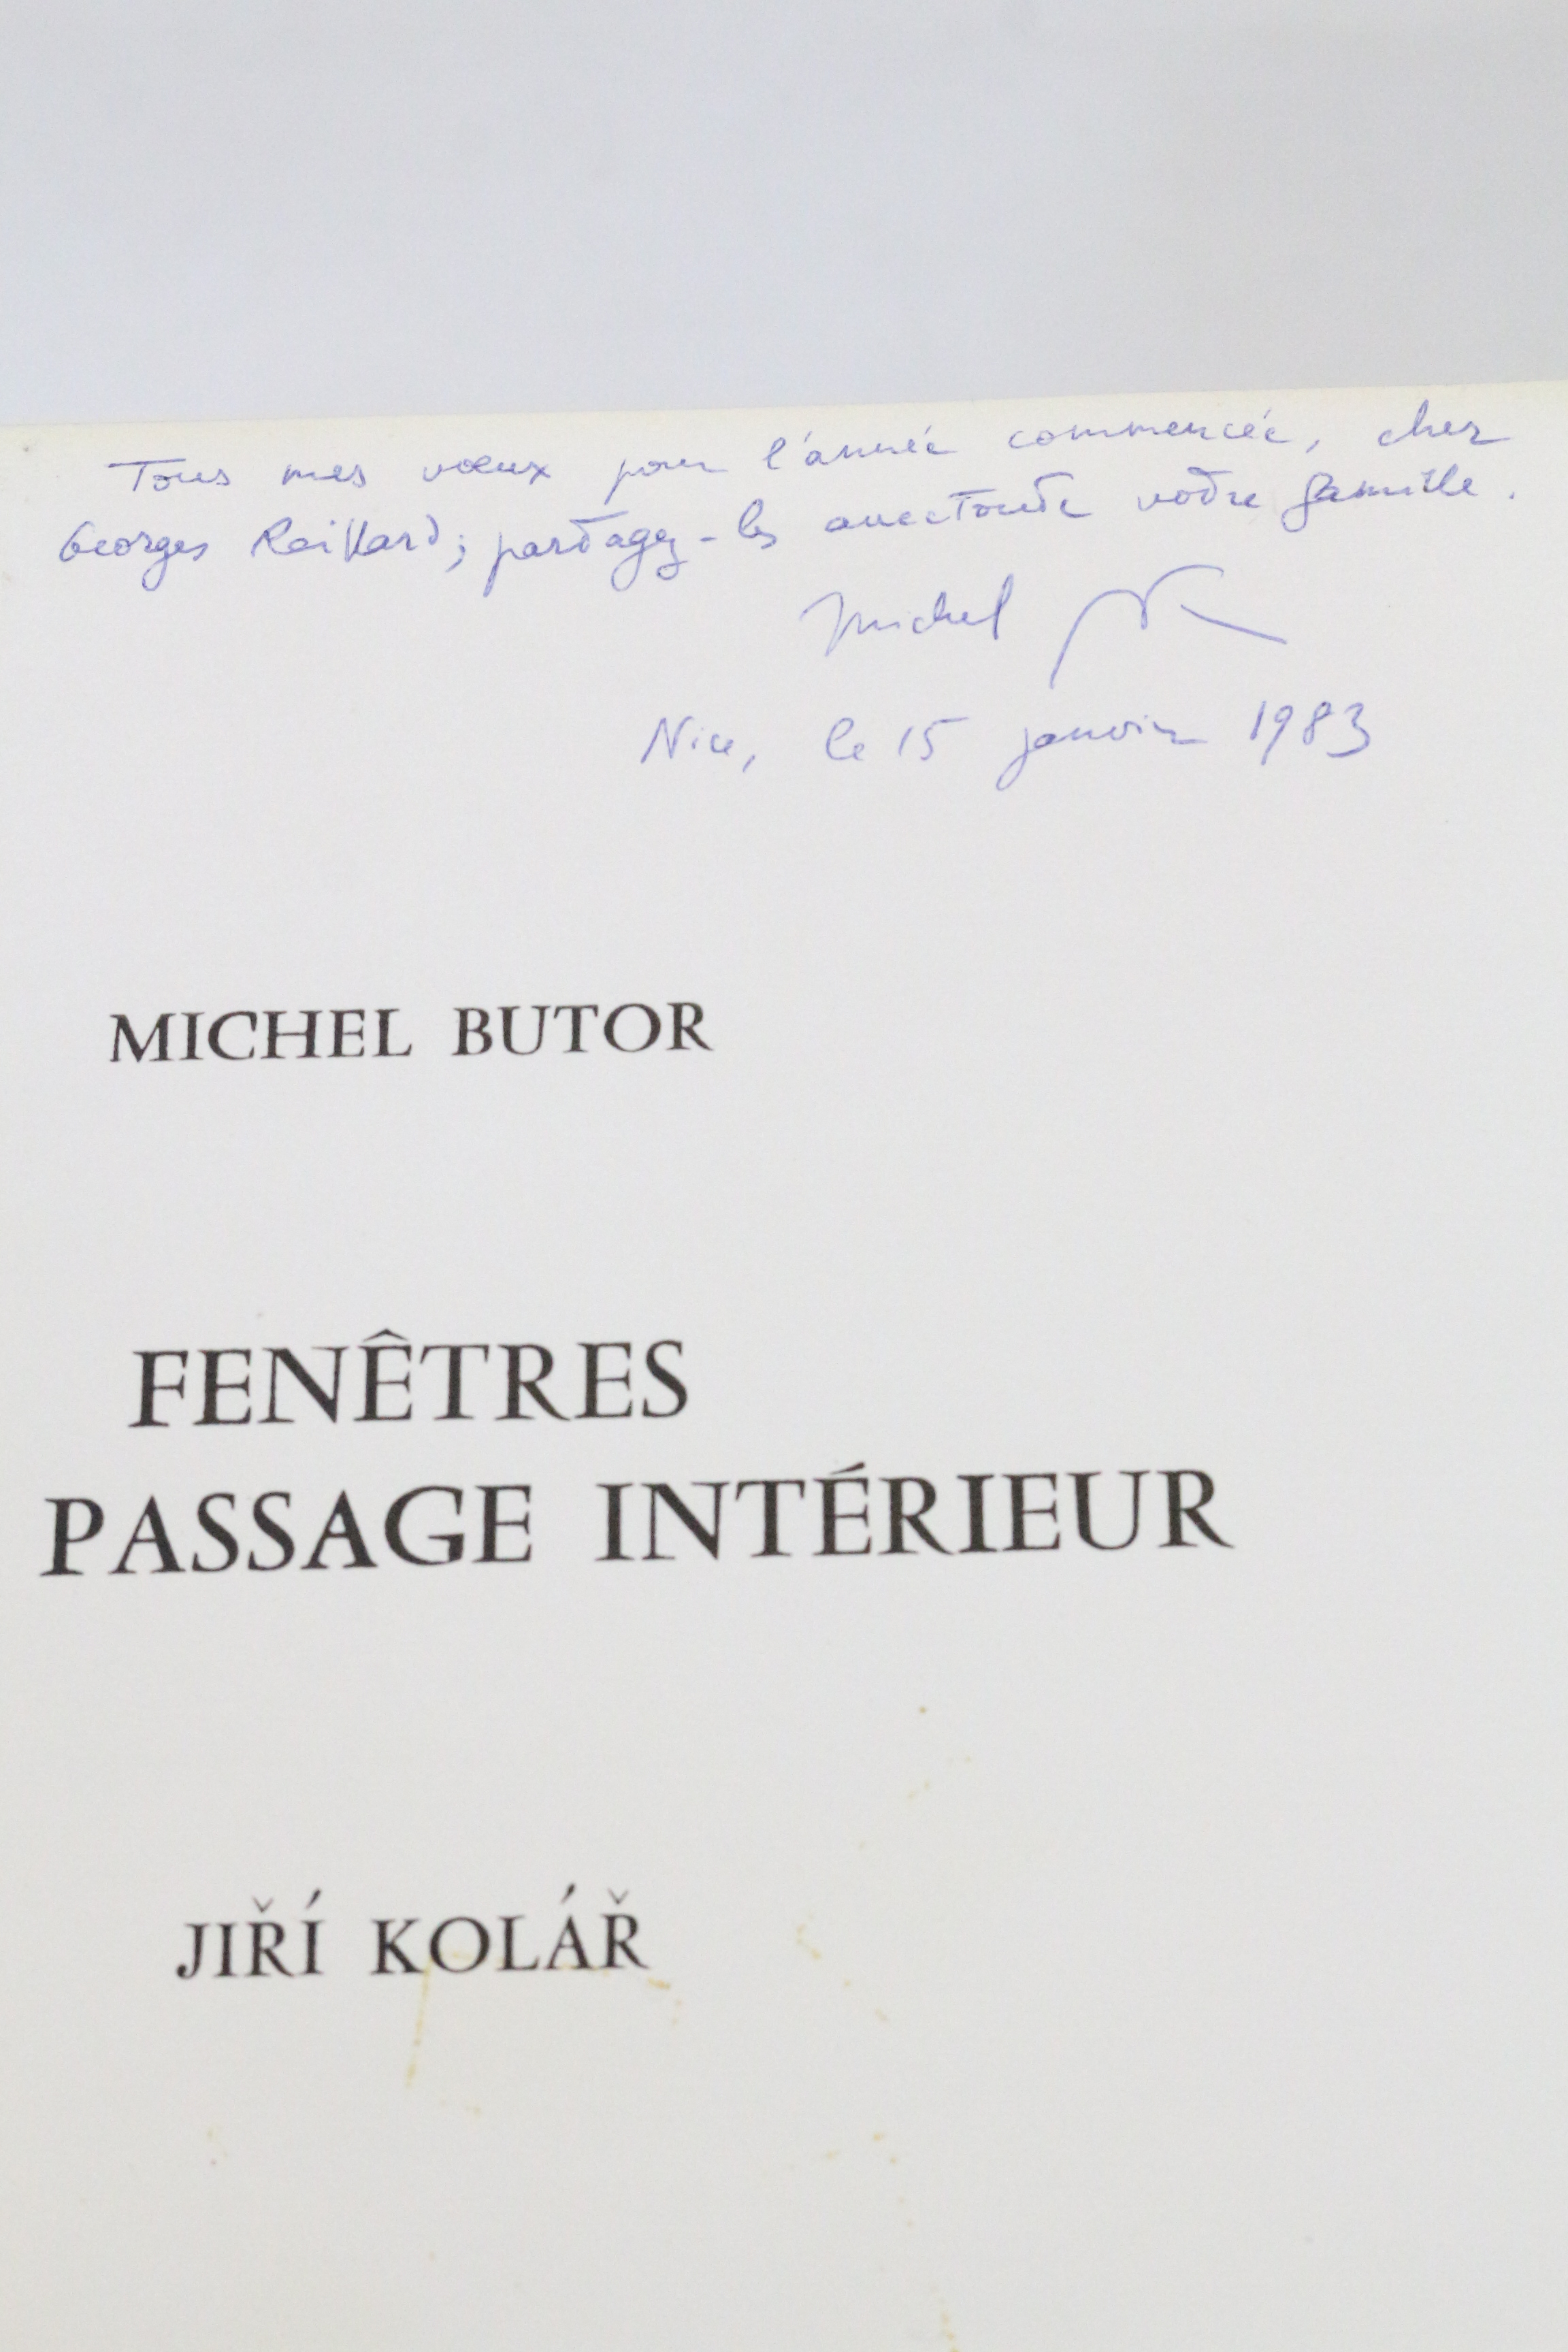 Tous mes vœux pour l'année commencée, cher
Georges Raillard; partagez-les avec toute votre famille.
Michel
Nice, le 15 janvier 1983
MICHEL BUTOR
FENÊTRES
PASSAGE INTÉRIEUR
JIŘÍ KOLÁŘ